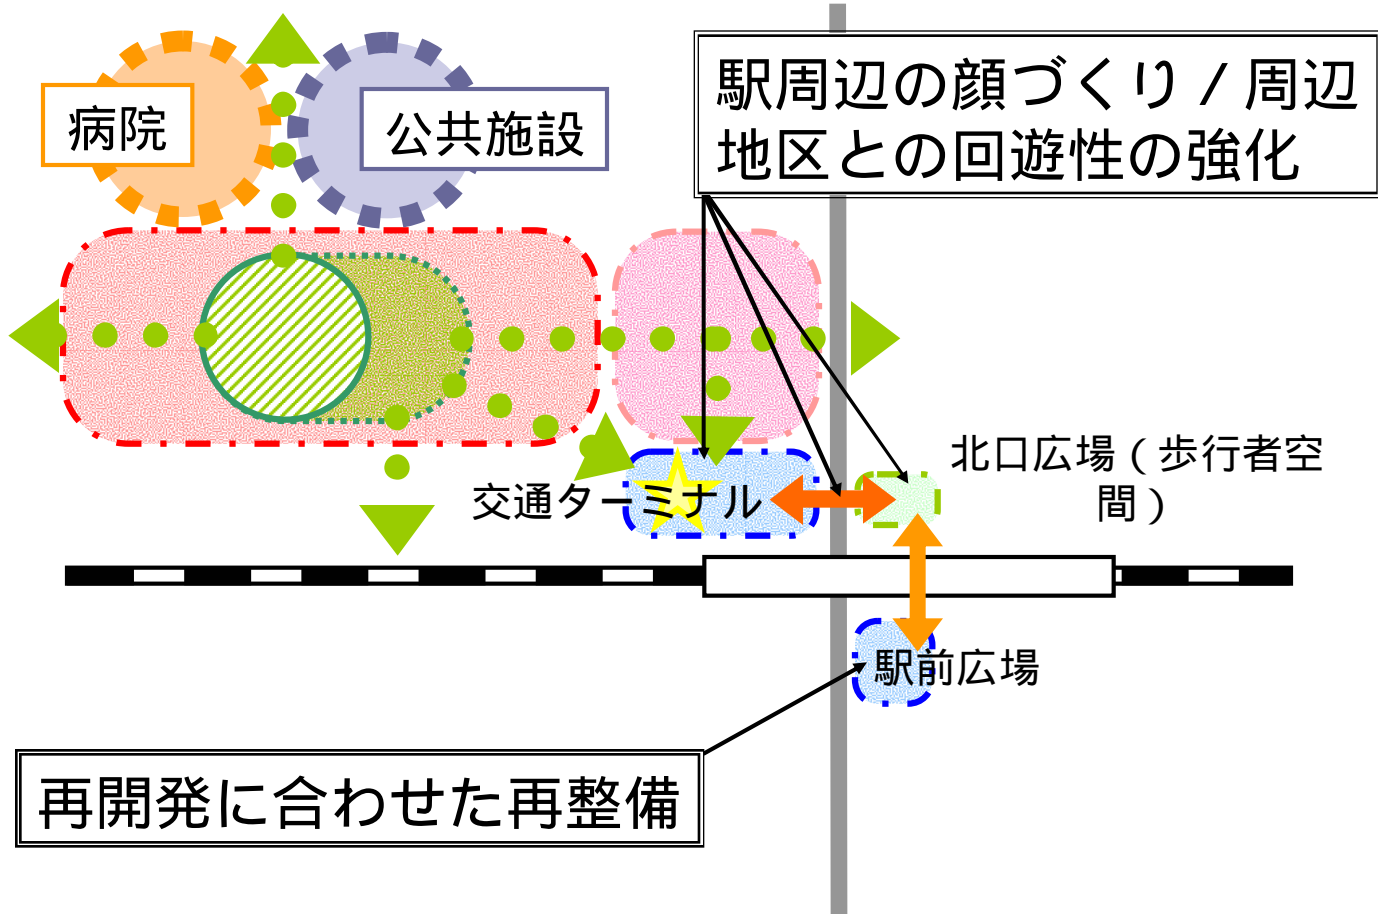 駅周辺の顔づくり/周辺
地区との回遊性の強化
病院
公共施設
北口広場(歩行者空
間)
交通ターミナル
駅前広場
再開発に合わせた再整備